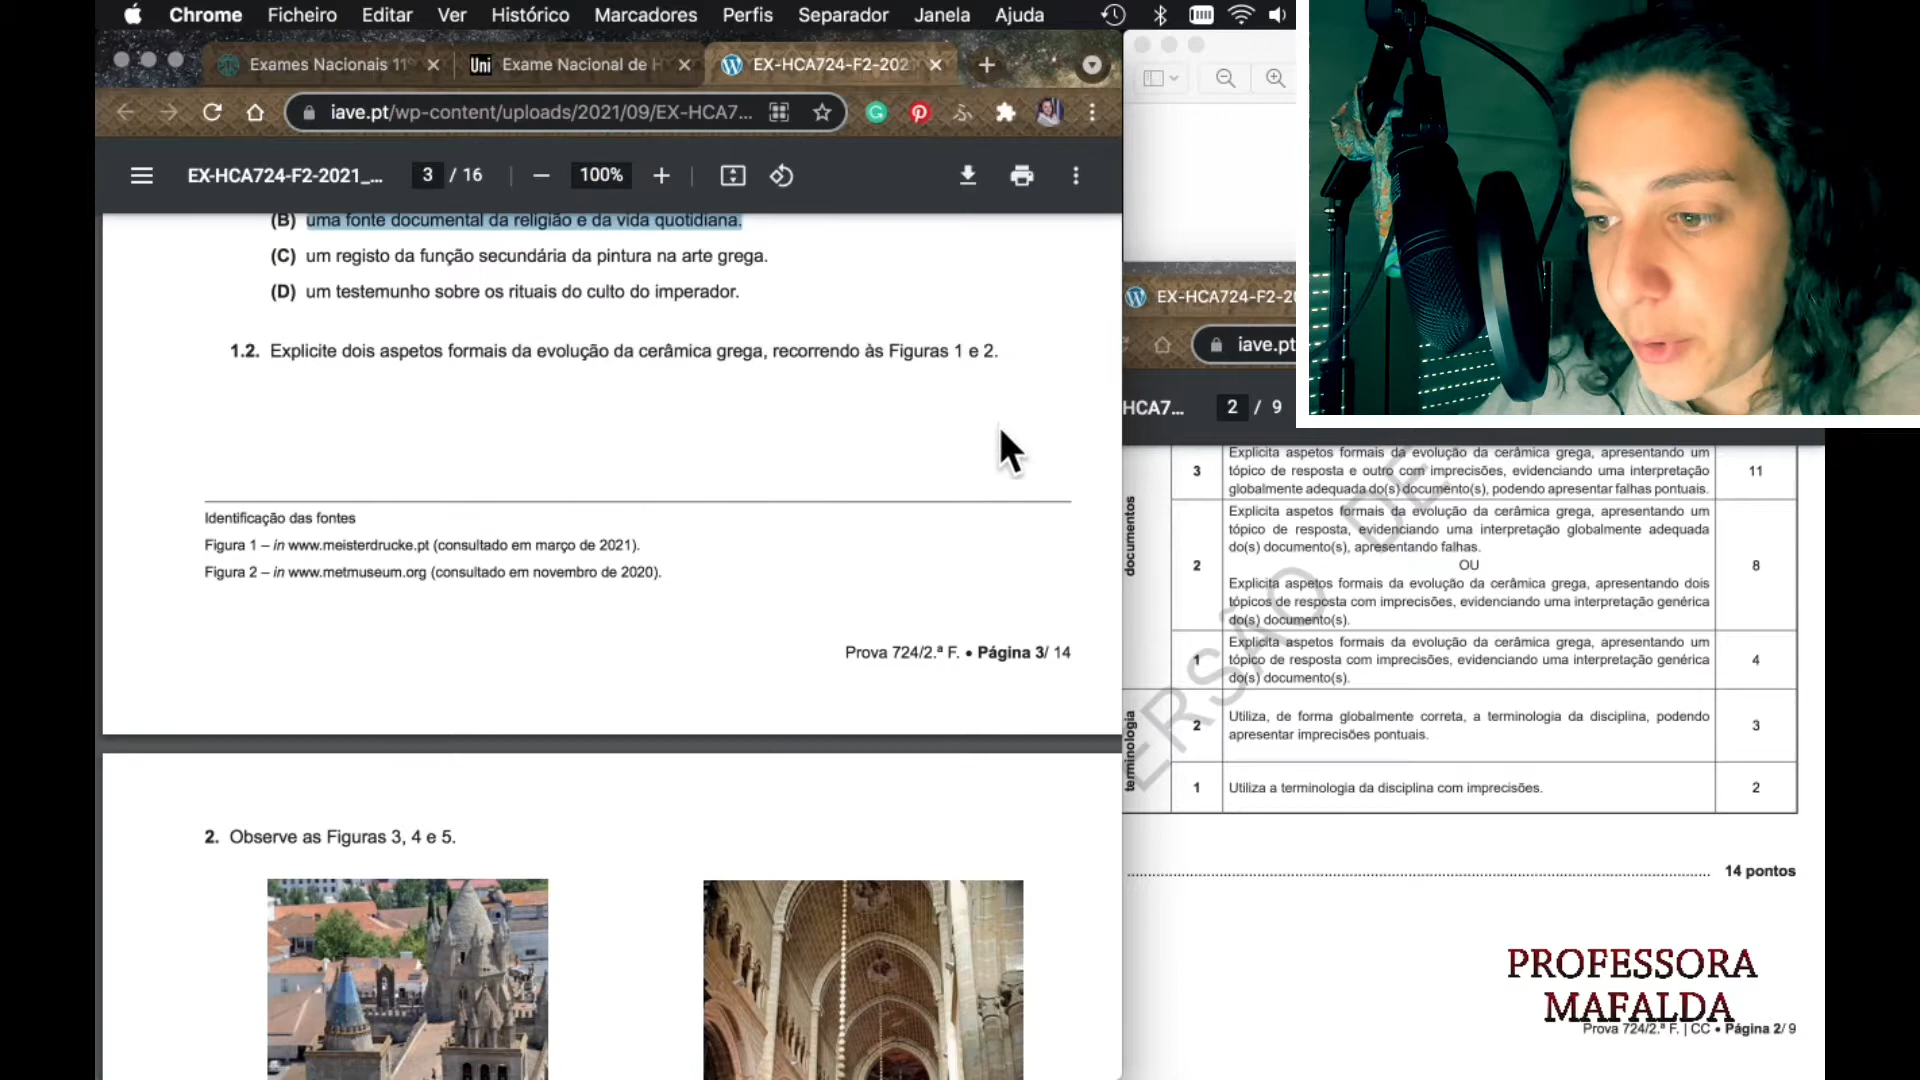 Chrome Ficheiro Editar Ver Histórico Marcadores Perfis Separador Janela Ajuda
Exames Nacionais 11º
Uni Exame Nacional de H
EX-HCA724-F2-202
iave.pt/wp-content/uploads/2021/09/EX-HCA7...
EX-HCA724-F2-2021_... 3 / 16 100%
(B) uma fonte documental da religião e da vida quotidiana.
(C) um registo da função secundária da pintura na arte grega.
(D) um testemunho sobre os rituais do culto do imperador.
1.2. Explicite dois aspetos formais da evolução da cerâmica grega, recorrendo às Figuras 1 e 2.
Identificação das fontes
Figura 1 – in www.meisterdrucke.pt (consultado em março de 2021).
Figura 2 – in www.metmuseum.org (consultado em novembro de 2020).
Prova 724/2.ª F. • Página 3/ 14
2. Observe as Figuras 3, 4 e 5.
EX-HCA724-F2-20
iave.pt
HCA7... 2 / 9
documentos
3 Explicita aspetos formais da evolução da cerâmica grega, apresentando um 11
tópico de resposta e outro com imprecisões, evidenciando uma interpretação
globalmente adequada do(s) documento(s), podendo apresentar falhas pontuais.
2 Explicita aspetos formais da evolução da cerâmica grega, apresentando um 8
tópico de resposta, evidenciando uma interpretação globalmente adequada
do(s) documento(s), apresentando falhas.
OU
Explicita aspetos formais da evolução da cerâmica grega, apresentando dois
tópicos de resposta com imprecisões, evidenciando uma interpretação genérica
do(s) documento(s).
1 Explicita aspetos formais da evolução da cerâmica grega, apresentando um 4
tópico de resposta com imprecisões, evidenciando uma interpretação genérica
do(s) documento(s).
terminologia
2 Utiliza, de forma globalmente correta, a terminologia da disciplina, podendo 3
apresentar imprecisões pontuais.
1 Utiliza a terminologia da disciplina com imprecisões. 2
ERSÃO DE
14 pontos
PROFESSORA
MAFALDA
Prova 724/2.ª F. | CC • Página 2/ 9